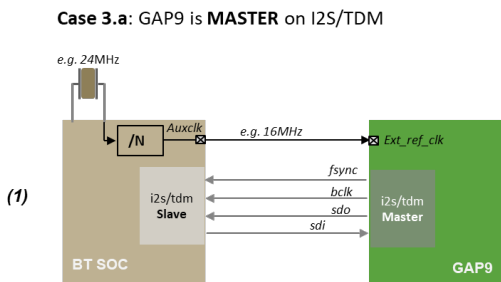 Case 3.a: GAP9 is MASTER on I2S/TDM
e.g. 24MHz
/N
Auxclk
e.g. 16MHz
Ext_ref_clk
(1)
fsync
bclk
sdo
sdi
i2s/tdm
Slave
i2s/tdm
Master
BT SOC
GAP9